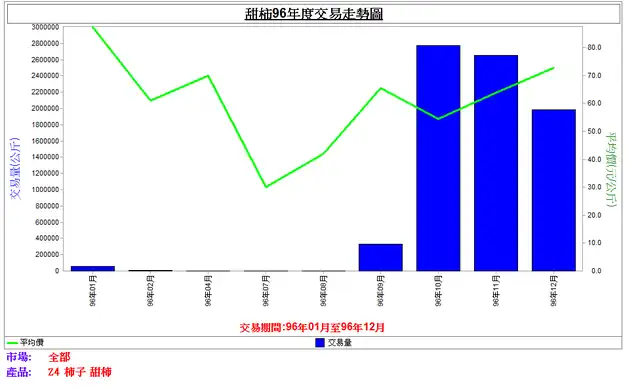 甜柿96年度交易走勢圖
3000000
2800000
2600000
2400000
2200000
2000000
1800000
1600000
1400000
1200000
1000000
800000
600000
400000
200000
0
交易量(公斤)
80.0
70.0
60.0
50.0
40.0
30.0
20.0
10.0
0.0
平均價(元/公斤)
96年01月
96年02月
96年04月
96年07月
96年08月
96年09月
96年10月
96年11月
96年12月
交易期間:96年01月至96年12月
平均價 交易量
市場: 全部
產品: Z4 柿子 甜柿